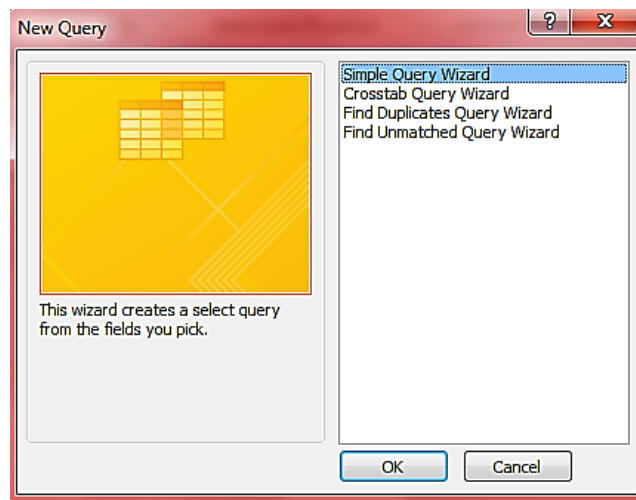 New Query
?
X
Simple Query Wizard
Crosstab Query Wizard
Find Duplicates Query Wizard
Find Unmatched Query Wizard
This wizard creates a select query
from the fields you pick.
OK
Cancel